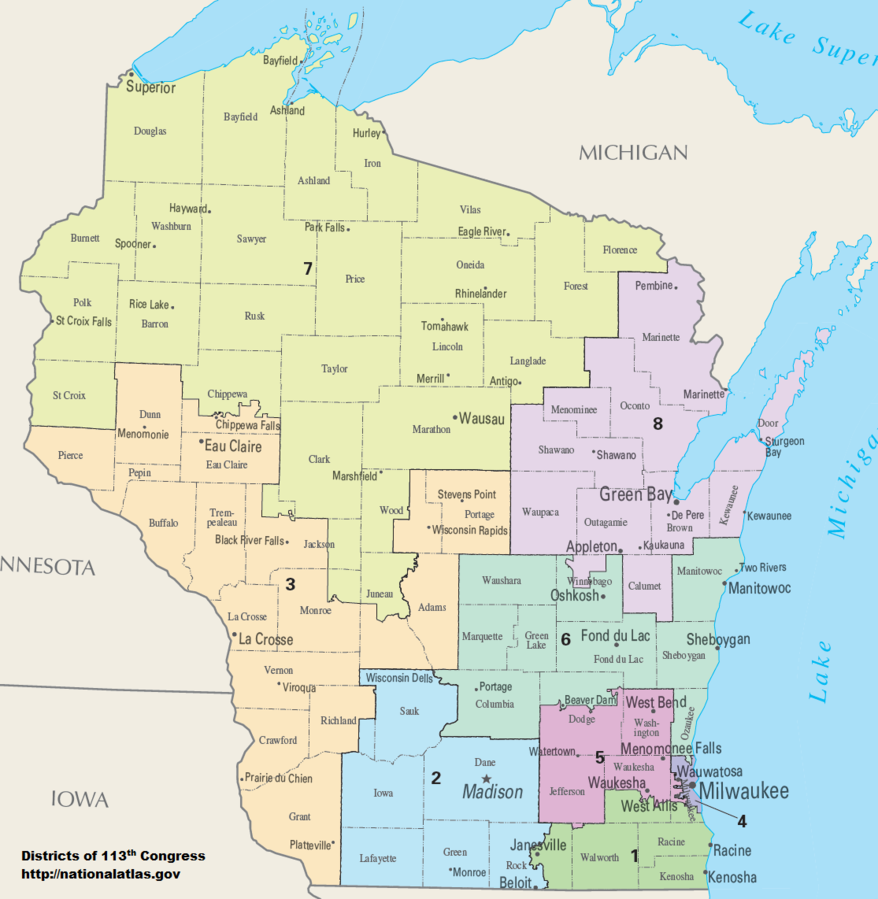 Lake Super
Bayfield
Superior
Ashland
Douglas
Bayfield
Hurley
Iron
MICHIGAN
Ashland
Hayward
Washburn
Vilas
Park Falls
Eagle River
Burnett
Spooner
Sawyer
Florence
7
Oneida
Price
Forest
Pembine
Rhinelander
Polk
Rice Lake
St Croix Falls
Barron
Rusk
Tomahawk
Lincoln
Marinette
Langlade
Taylor
Merrill
Antigo
St Croix
Chippewa
Marinette
Menominee
Oconto
Dunn
Menomonie
Chippewa Falls
Wausau
Marathon
8
Door
Sturgeon
Bay
Eau Claire
Eau Claire
Shawano
Shawano
Pierce
Clark
Pepin
Marshfield
Stevens Point
Green Bay
Michigan
Buffalo
Trem-
pealeau
Wood
Portage
Waupaca
Outagamie
De Pere
Brown
Kewaunee
Kewaunee
Wisconsin Rapids
Black River Falls
Jackson
Appleton
Kaukauna
NNESOTA
3
Juneau
Adams
Waushara
Winnebago
Oshkosh
Calumet
Manitowoc
Two Rivers
Manitowoc
La Crosse
Monroe
La Crosse
Marquette
Green
Lake
6
Fond du Lac
Fond du Lac
Sheboygan
Sheboygan
Lake
Vernon
Viroqua
Wisconsin Dells
Portage
Columbia
Sauk
Richland
Beaver Dam
Dodge
West Bend
Wash-
ington
Ozaukee
Crawford
Watertown
5
Menomonee Falls
Prairie du Chien
2
Dane
Madison
Waukesha
Waukesha
Wauwatosa
Milwaukee
Milwaukee
IOWA
Iowa
Jefferson
West Allis
4
Grant
Platteville
Lafayette
Green
Monroe
Janesville
Rock
Beloit
Walworth
1
Racine
Racine
Kenosha
Kenosha
Districts of 113th Congress
http://nationalatlas.gov